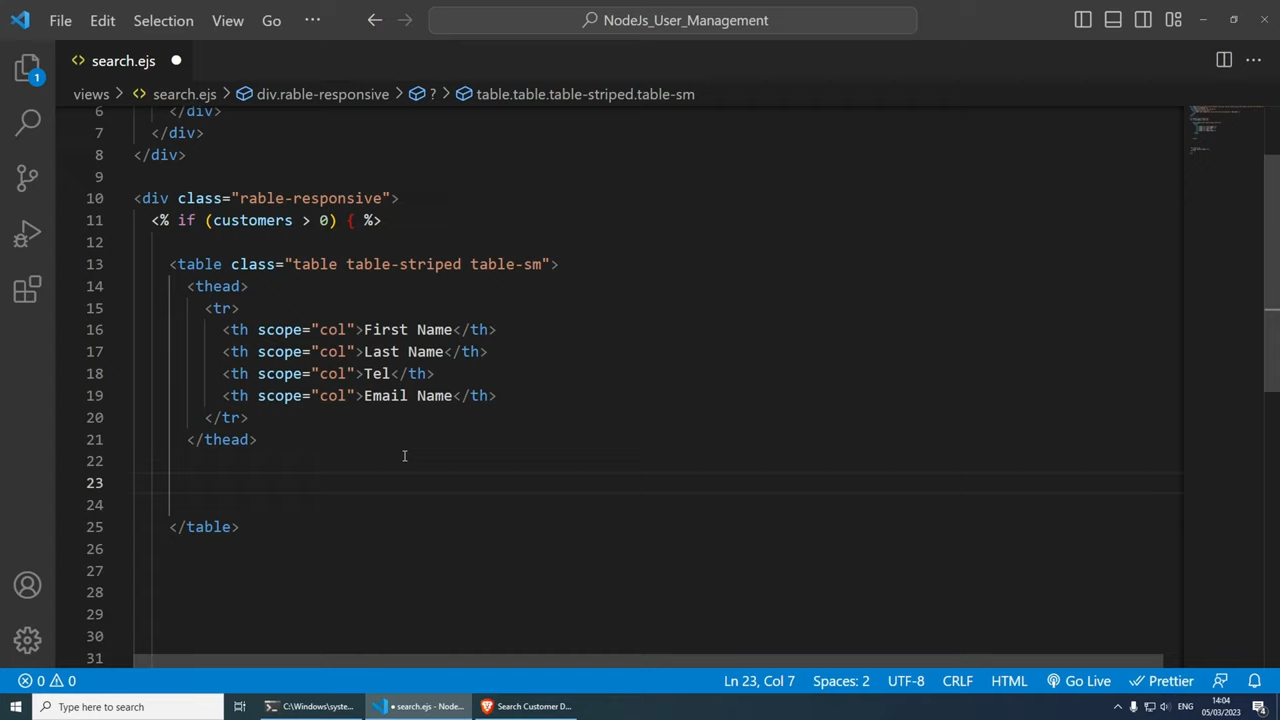 File Edit Selection View Go ··· NodeJs_User_Management
search.ejs
1
views > search.ejs > div.rable-responsive > ? > table.table.table-striped.table-sm
6 </div>
7 </div>
8 </div>
9
10 <div class="rable-responsive">
11 <% if (customers > 0) { %>
12
13 <table class="table table-striped table-sm">
14 <thead>
15 <tr>
16 <th scope="col">First Name</th>
17 <th scope="col">Last Name</th>
18 <th scope="col">Tel</th>
19 <th scope="col">Email Name</th>
20 </tr>
21 </thead>
22
23
24
25 </table>
26
27
28
29
30
31
0 0 Ln 23, Col 7 Spaces: 2 UTF-8 CRLF HTML Go Live Prettier
Type here to search C:\Windows\syste... • search.ejs - Node... Search Customer D... ENG 14:04
05/03/2023 4